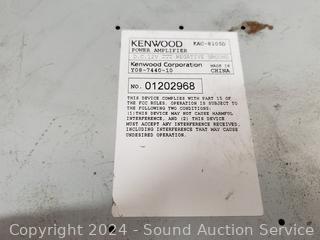 KENWOOD KAC-8105D
POWER AMPLIFIER
D.C.12V NEGATIVE GROUND
Kenwood Corporation MADE IN
Y08-7440-10 CHINA
NO. 01202968
THIS DEVICE COMPLIES WITH PART 15 OF
THE FCC RULES. OPERATION IS SUBJECT TO
THE FOLLOWING TWO CONDITIONS:
(1)THIS DEVICE MAY NOT CAUSE HARMFUL
INTERFERENCE, AND (2) THIS DEVICE
MUST ACCEPT ANY INTERFERENCE RECEIVED,
INCLUDING INTERFERENCE THAT MAY CAUSE
UNDESIRED OPERATION.
Copyright 2024 - Sound Auction Service